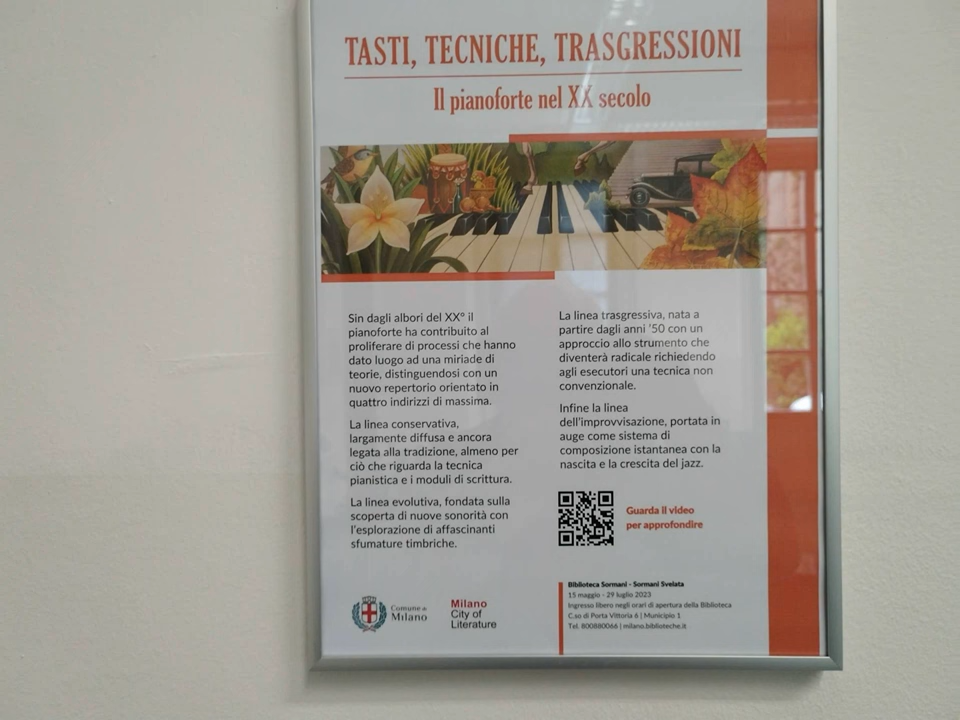 TASTI, TECNICHE, TRASGRESSIONI
Il pianoforte nel XX secolo
Sin dagli albori del XX° il
pianoforte ha contribuito al
proliferare di processi che hanno
dato luogo ad una miriade di
teorie, distinguendosi con un
nuovo repertorio orientato in
quattro indirizzi di massima.
La linea conservativa,
largamente diffusa e ancora
legata alla tradizione, almeno per
ciò che riguarda la tecnica
pianistica e i moduli di scrittura.
La linea evolutiva, fondata sulla
scoperta di nuove sonorità con
l'esplorazione di affascinanti
sfumature timbriche.
La linea trasgressiva, nata a
partire dagli anni '50 con un
approccio allo strumento che
diventerà radicale richiedendo
agli esecutori una tecnica non
convenzionale.
Infine la linea
dell'improvvisazione, portata in
auge come sistema di
composizione istantanea con la
nascita e la crescita del jazz.
Guarda il video
per approfondire
Comune di
Milano
Milano
City of
Literature
Biblioteca Sormani - Sormani Svelata
15 maggio - 29 luglio 2023
Ingresso libero negli orari di apertura della Biblioteca
C.so di Porta Vittoria 6 | Municipio 1
Tel. 800880066 | milano.biblioteche.it